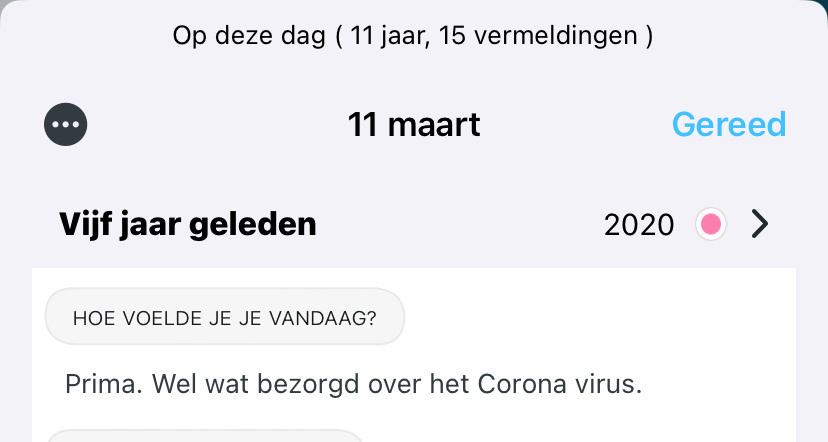 Op deze dag ( 11 jaar, 15 vermeldingen )
11 maart
Gereed
Vijf jaar geleden
2020
HOE VOELDE JE JE VANDAAG?
Prima. Wel wat bezorgd over het Corona virus.